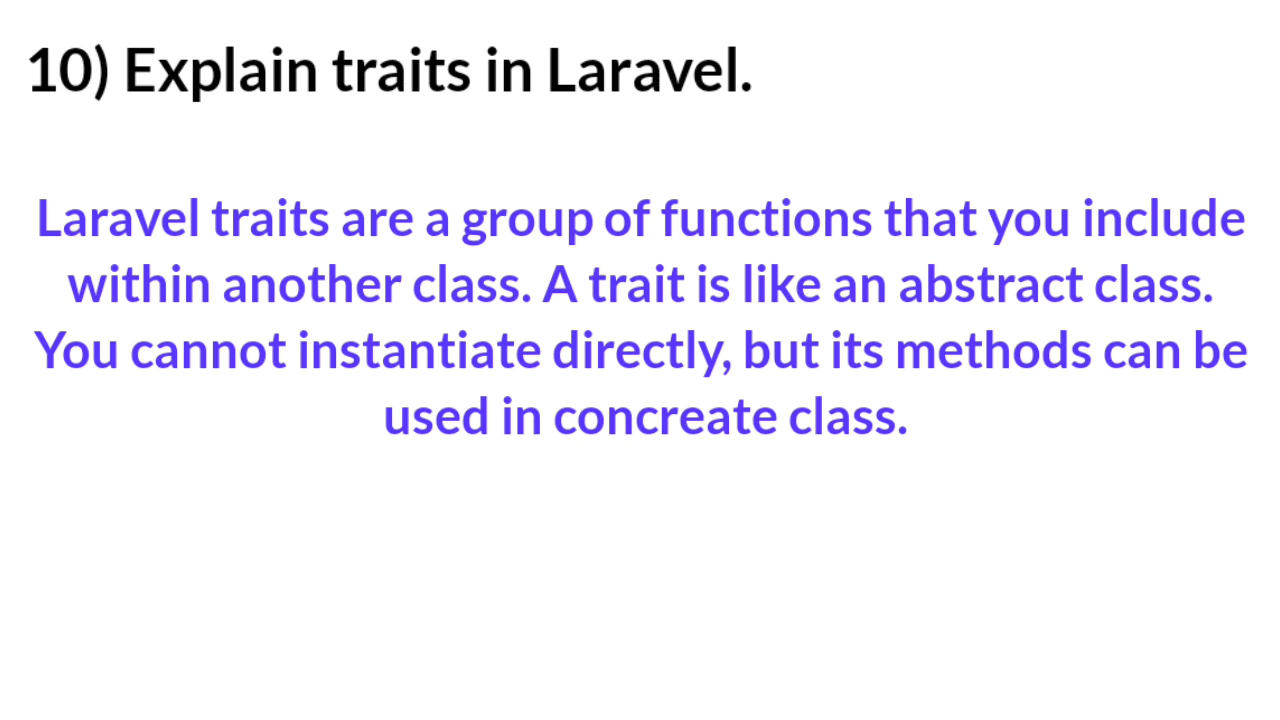 10) Explain traits in Laravel.
Laravel traits are a group of functions that you include
within another class. A trait is like an abstract class.
You cannot instantiate directly, but its methods can be
used in concreate class.